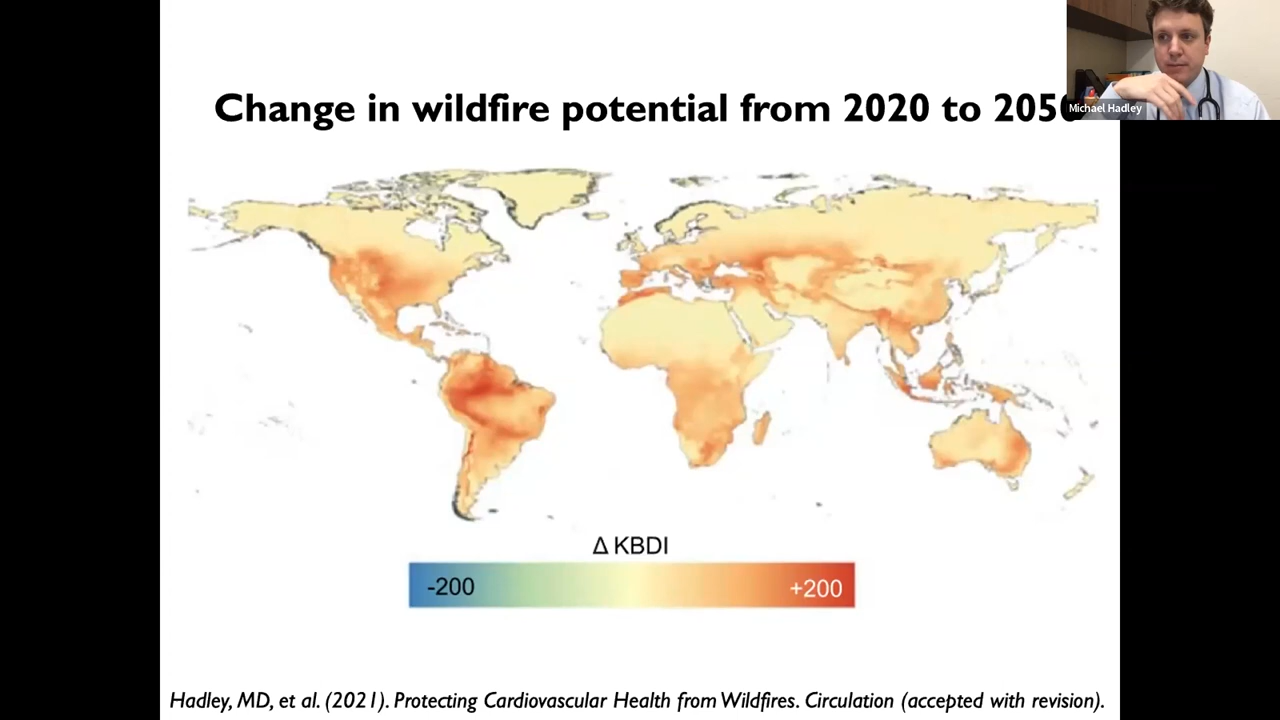 Change in wildfire potential from 2020 to 2050
Michael Hadley
Δ KBDI
-200
+200
Hadley, MD, et al. (2021). Protecting Cardiovascular Health from Wildfires. Circulation (accepted with revision).